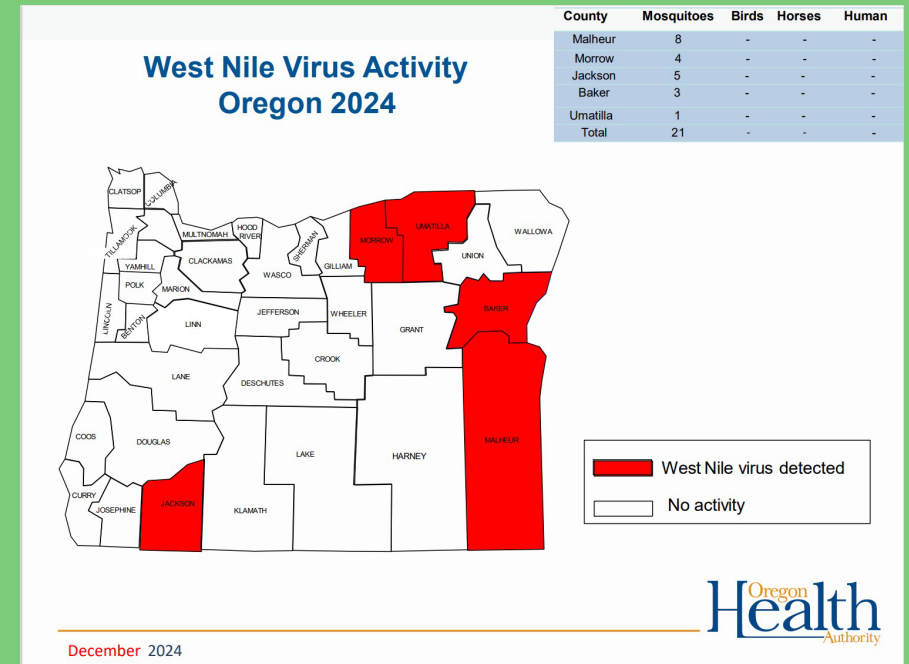 County Mosquitoes Birds Horses Human
Malheur 8 - - -
Morrow 4 - - -
Jackson 5 - - -
Baker 3 - - -
Umatilla 1 - - -
Total 21 - - -
West Nile Virus Activity
Oregon 2024
CLATSOP
COLUMBIA
TILLAMOOK
MULTNOMAH
HOOD
RIVER
SHERMAN
MORROW
UMATILLA
WALLOWA
UNION
YAMHILL
CLACKAMAS
WASCO
GILLIAM
POLK
MARION
BAKER
LINCOLN
BENTON
LINN
JEFFERSON
WHEELER
GRANT
CROOK
LANE
DESCHUTES
COOS
DOUGLAS
LAKE
HARNEY
MALHEUR
CURRY
JOSEPHINE
JACKSON
KLAMATH
West Nile virus detected
No activity
Oregon
Health
Authority
December 2024